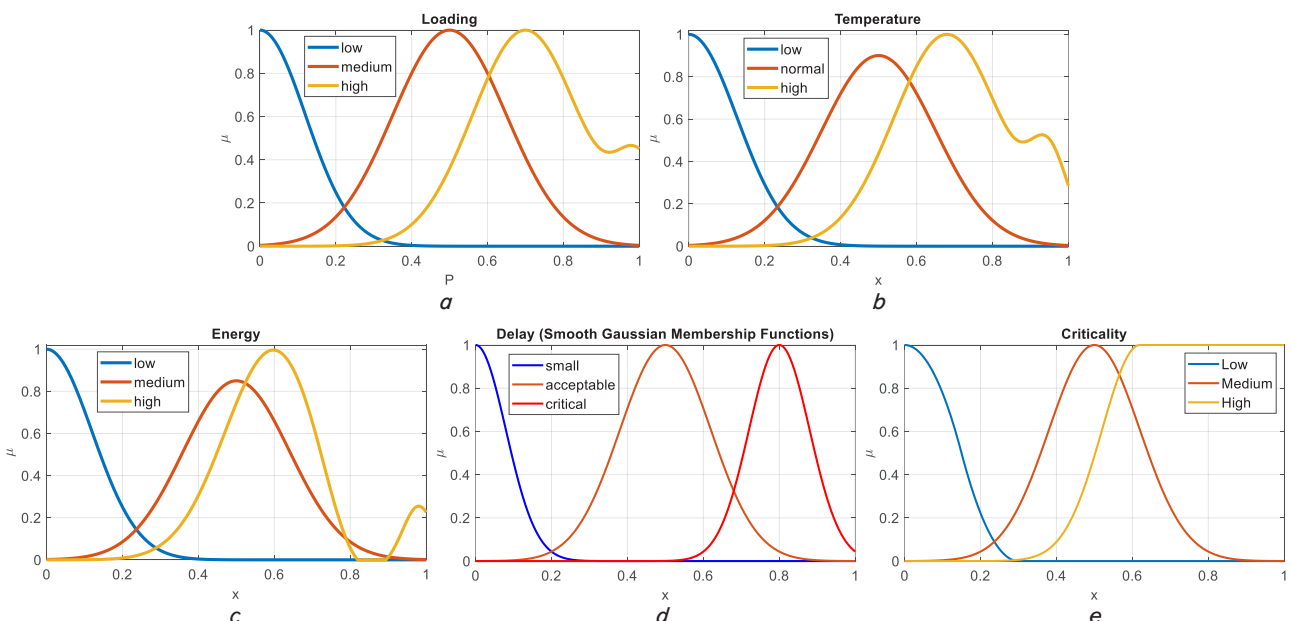 Loading
low
medium
high
μ
1
0.8
0.6
0.4
0.2
0
0 0.2 0.4 0.6 0.8 1
P
a
Temperature
low
normal
high
μ
1
0.8
0.6
0.4
0.2
0
0 0.2 0.4 0.6 0.8 1
x
b
Energy
low
medium
high
μ
1
0.8
0.6
0.4
0.2
0
0 0.2 0.4 0.6 0.8 1
x
c
Delay (Smooth Gaussian Membership Functions)
small
acceptable
critical
μ
1
0.8
0.6
0.4
0.2
0
0 0.2 0.4 0.6 0.8 1
x
d
Criticality
Low
Medium
High
μ
1
0.8
0.6
0.4
0.2
0
0 0.2 0.4 0.6 0.8 1
x
e